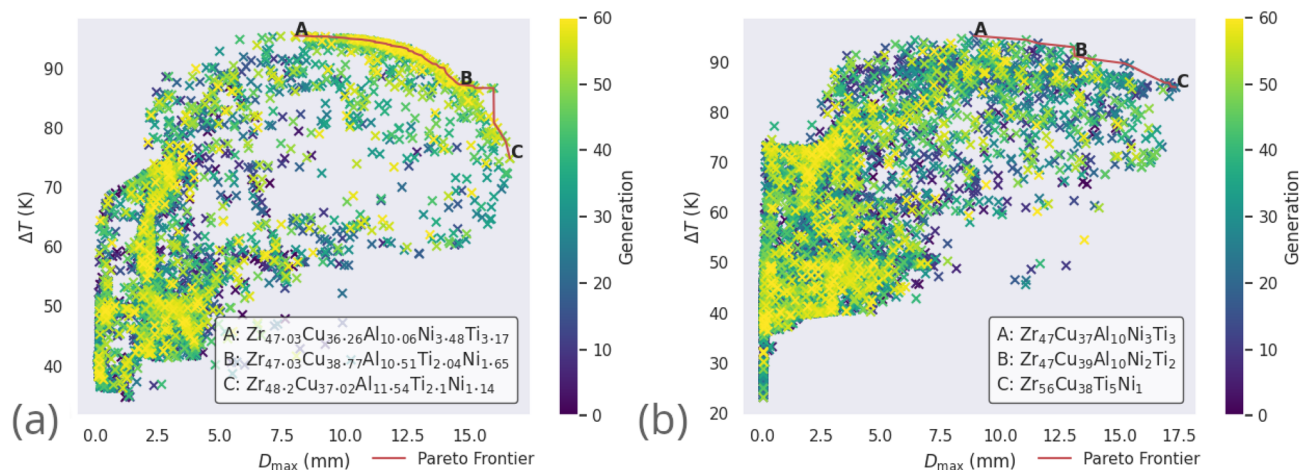 A
B
C
90
80
70
60
50
40
ΔT (K)
0.0 2.5 5.0 7.5 10.0 12.5 15.0
D_max (mm)
Pareto Frontier
A: Zr₄₇.₀₃Cu₃₆.₂₆Al₁₀.₀₆Ni₃.₄₈Ti₃.₁₇
B: Zr₄₇.₀₃Cu₃₈.₇₇Al₁₀.₅₁Ti₂.₀₄Ni₁.₆₅
C: Zr₄₈.₂Cu₃₇.₀₂Al₁₁.₅₄Ti₂.₁Ni₁.₁₄
60
50
40
30
20
10
0
Generation
(a)
A
B
C
90
80
70
60
50
40
30
20
ΔT (K)
0.0 2.5 5.0 7.5 10.0 12.5 15.0 17.5
D_max (mm)
Pareto Frontier
A: Zr₄₇Cu₃₇Al₁₀Ni₃Ti₃
B: Zr₄₇Cu₃₉Al₁₀Ni₂Ti₂
C: Zr₅₆Cu₃₈Ti₅Ni₁
60
50
40
30
20
10
0
Generation
(b)